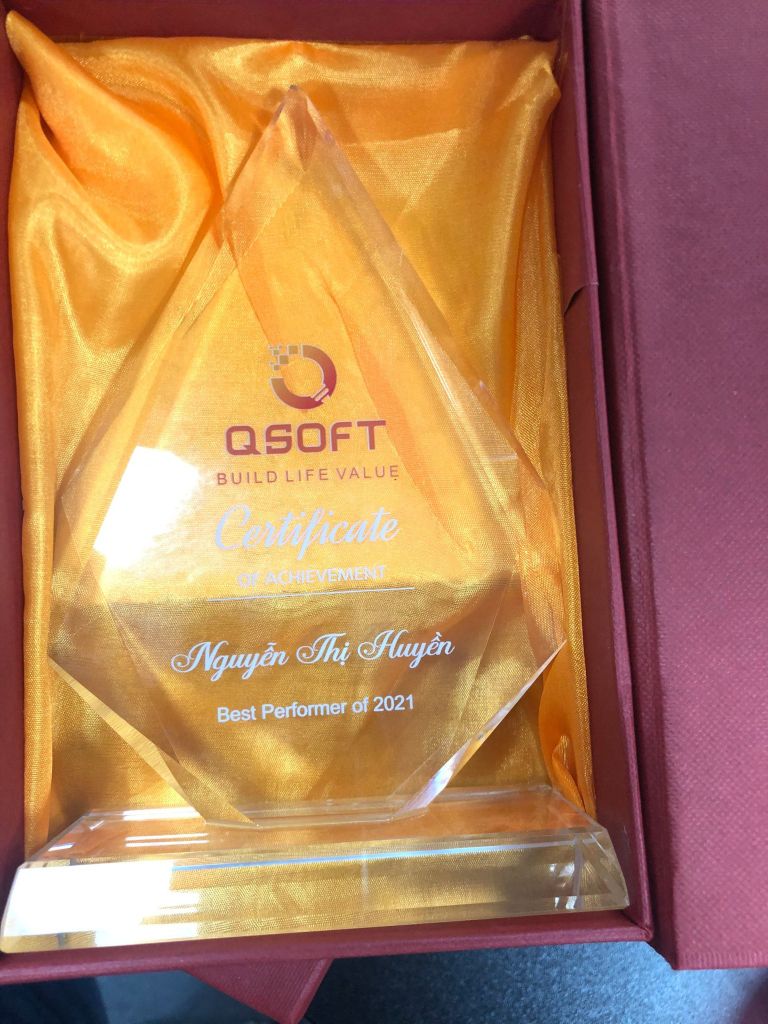 QSOFT
BUILD LIFE VALUE
Certificate
OF ACHIEVEMENT
Nguyễn Thị Huyền
Best Performer of 2021